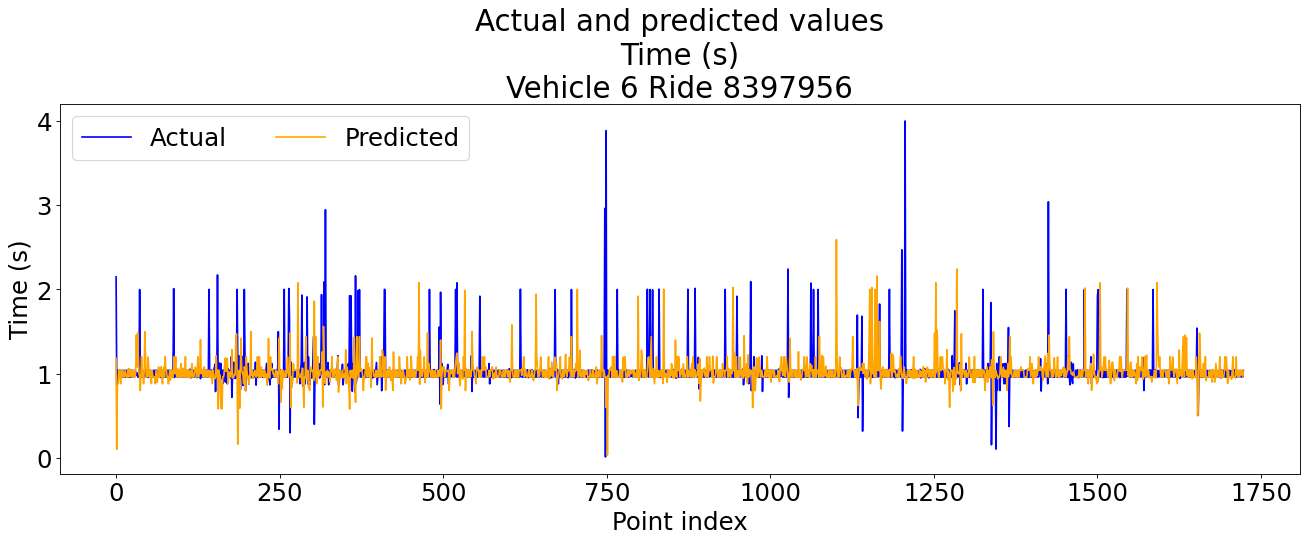 Actual and predicted values
Time (s)
Vehicle 6 Ride 8397956
Actual Predicted
4
3
2
1
0
Time (s)
0 250 500 750 1000 1250 1500 1750
Point index